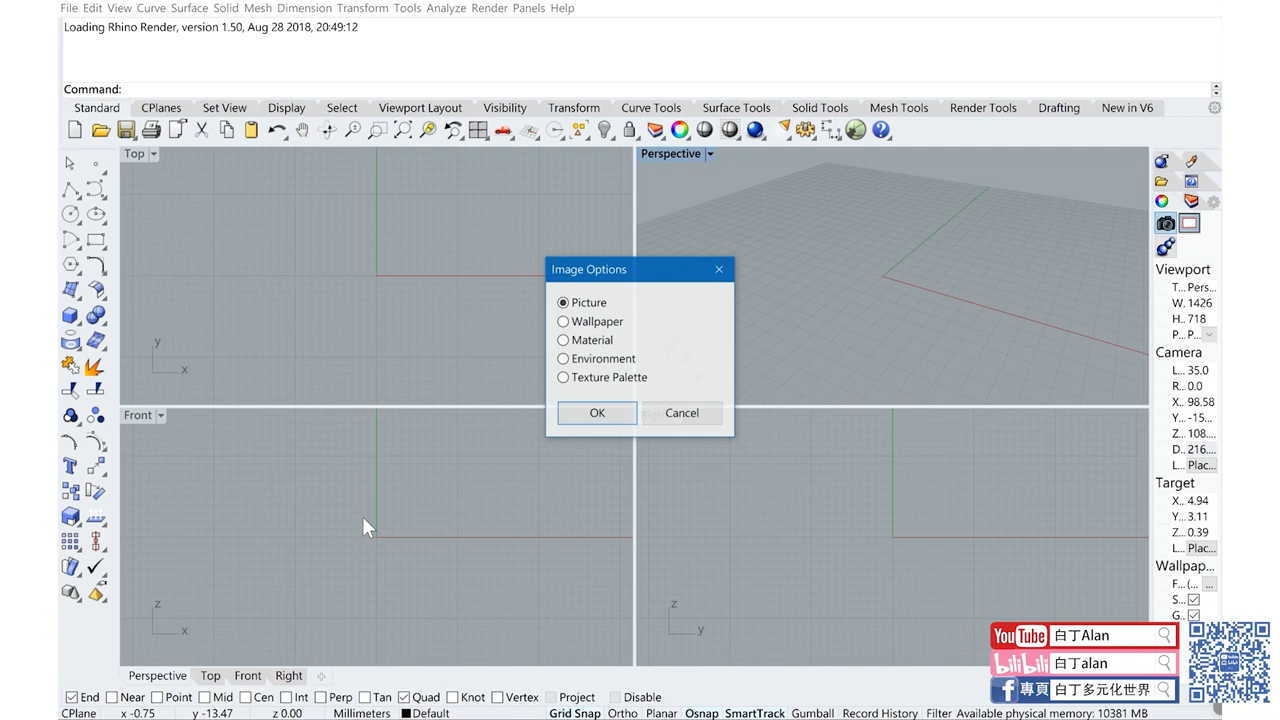 File Edit View Curve Surface Solid Mesh Dimension Transform Tools Analyze Render Panels Help
Loading Rhino Render, version 1.50, Aug 28 2018, 20:49:12
Command:
Standard CPlanes Set View Display Select Viewport Layout Visibility Transform Curve Tools Surface Tools Solid Tools Mesh Tools Render Tools Drafting New in V6
Top
Perspective
Image Options
Picture
Wallpaper
Material
Environment
Texture Palette
OK Cancel
y
x
Front
z
x
z
y
Viewport
T... Pers...
W. 1426
H.. 718
P... P...
Camera
L... 35.0
R... 0.0
X... 98.58
Y... -15...
Z... 108....
D.. 216....
L... Plac...
Target
X... 4.94
Y... 3.11
Z... 0.39
L... Plac...
Wallpap...
F... (... ...
S...
G..
YouTube 白丁Alan
bilibili 白丁alan
f 專頁 白丁多元化世界
Perspective Top Front Right
End Near Point Mid Cen Int Perp Tan Quad Knot Vertex Project Disable
CPlane x -0.75 y -13.47 z 0.00 Millimeters Default Grid Snap Ortho Planar Osnap SmartTrack Gumball Record History Filter Available physical memory: 10381 MB